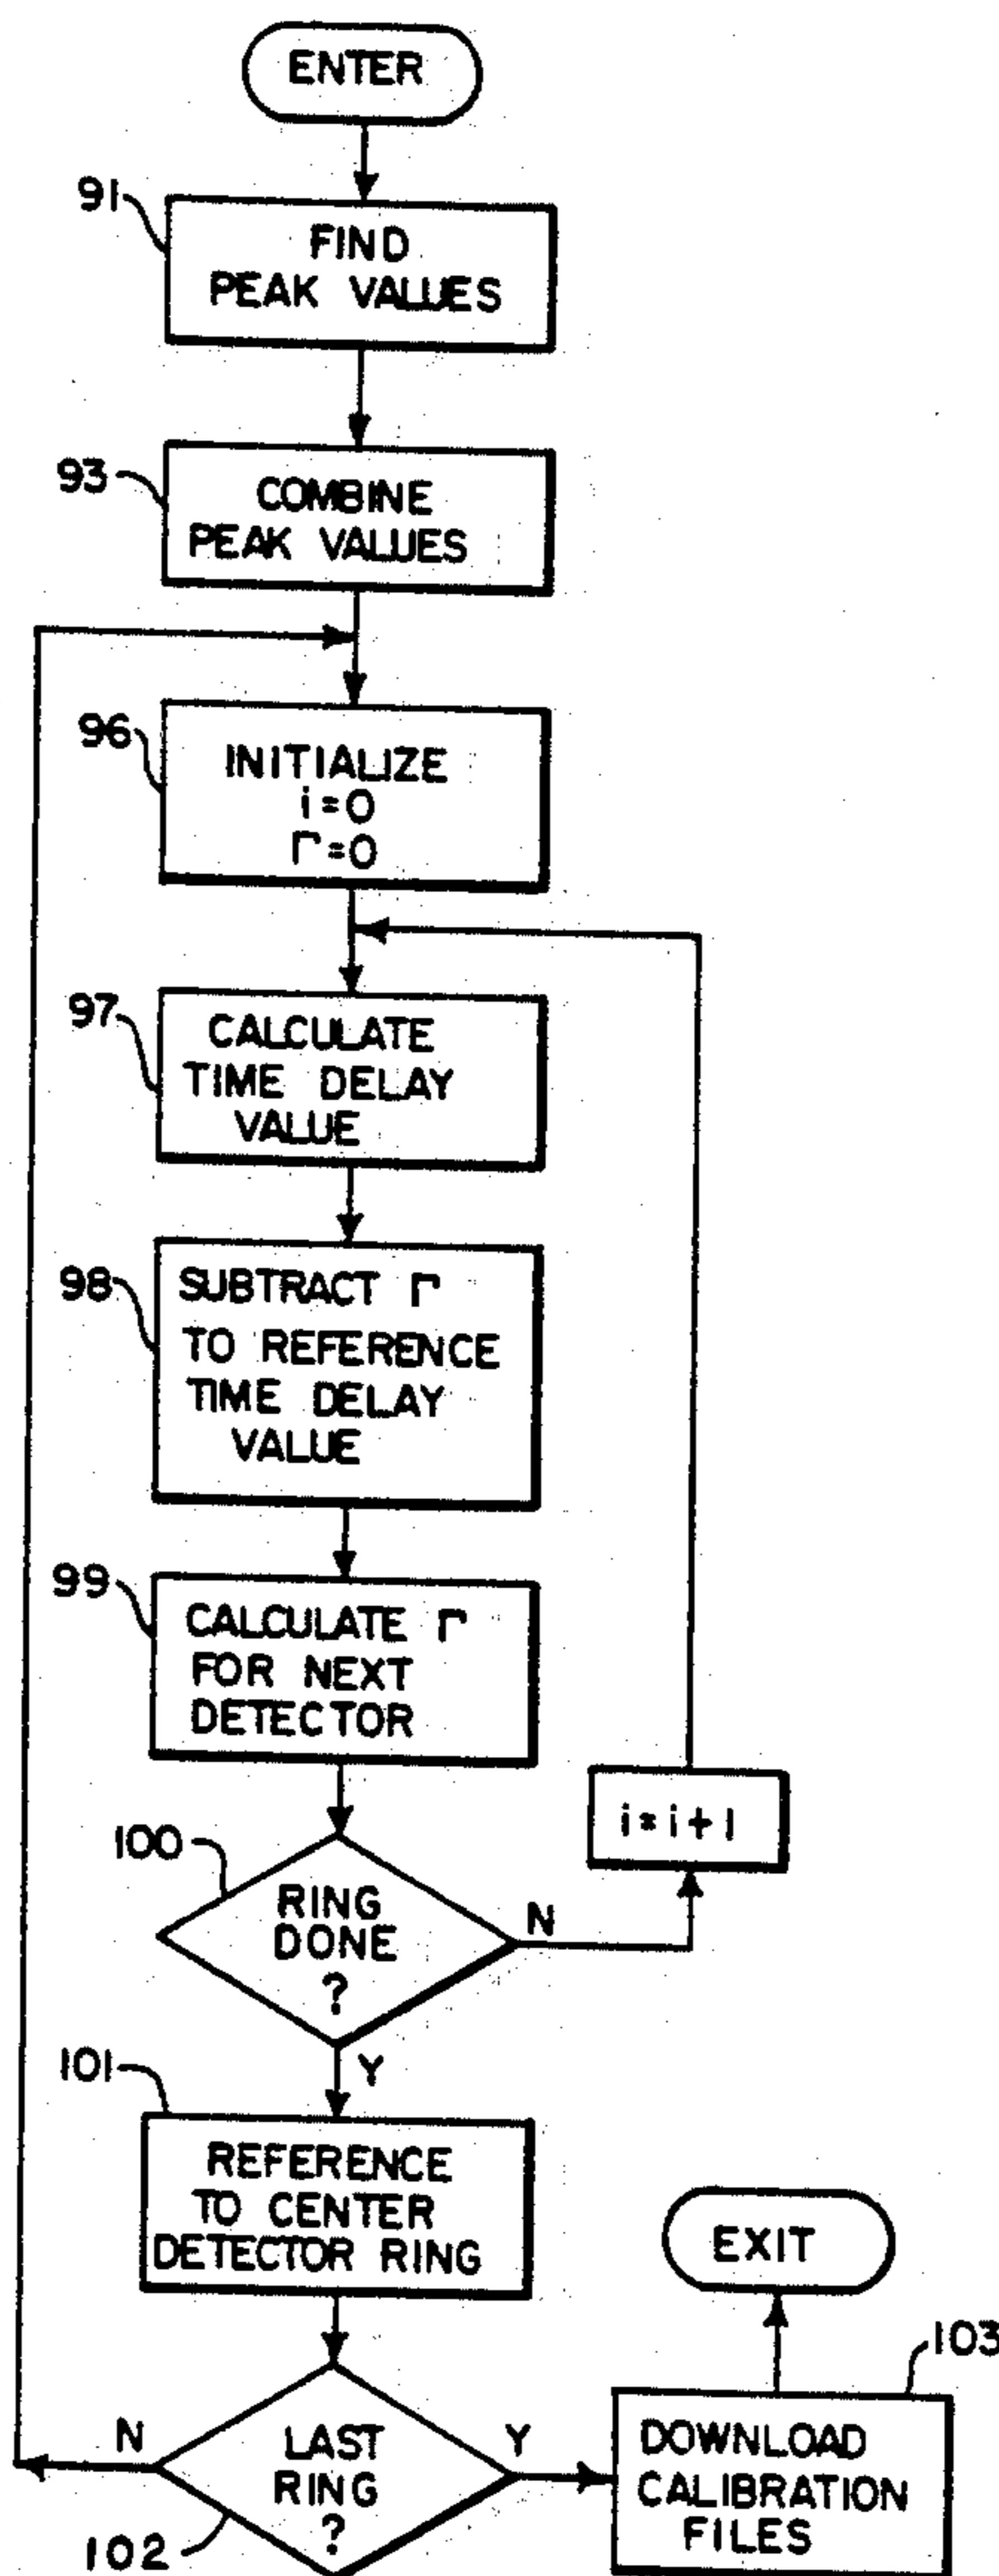 ENTER
91
FIND
PEAK VALUES
93
COMBINE
PEAK VALUES
96
INITIALIZE
i=0
Γ=0
97
CALCULATE
TIME DELAY
VALUE
98
SUBTRACT Γ
TO REFERENCE
TIME DELAY
VALUE
99
CALCULATE Γ
FOR NEXT
DETECTOR
i=i+1
100
RING
DONE
?
N
Y
101
REFERENCE
TO CENTER
DETECTOR RING
EXIT
103
N
LAST
RING
?
Y
102
DOWNLOAD
CALIBRATION
FILES